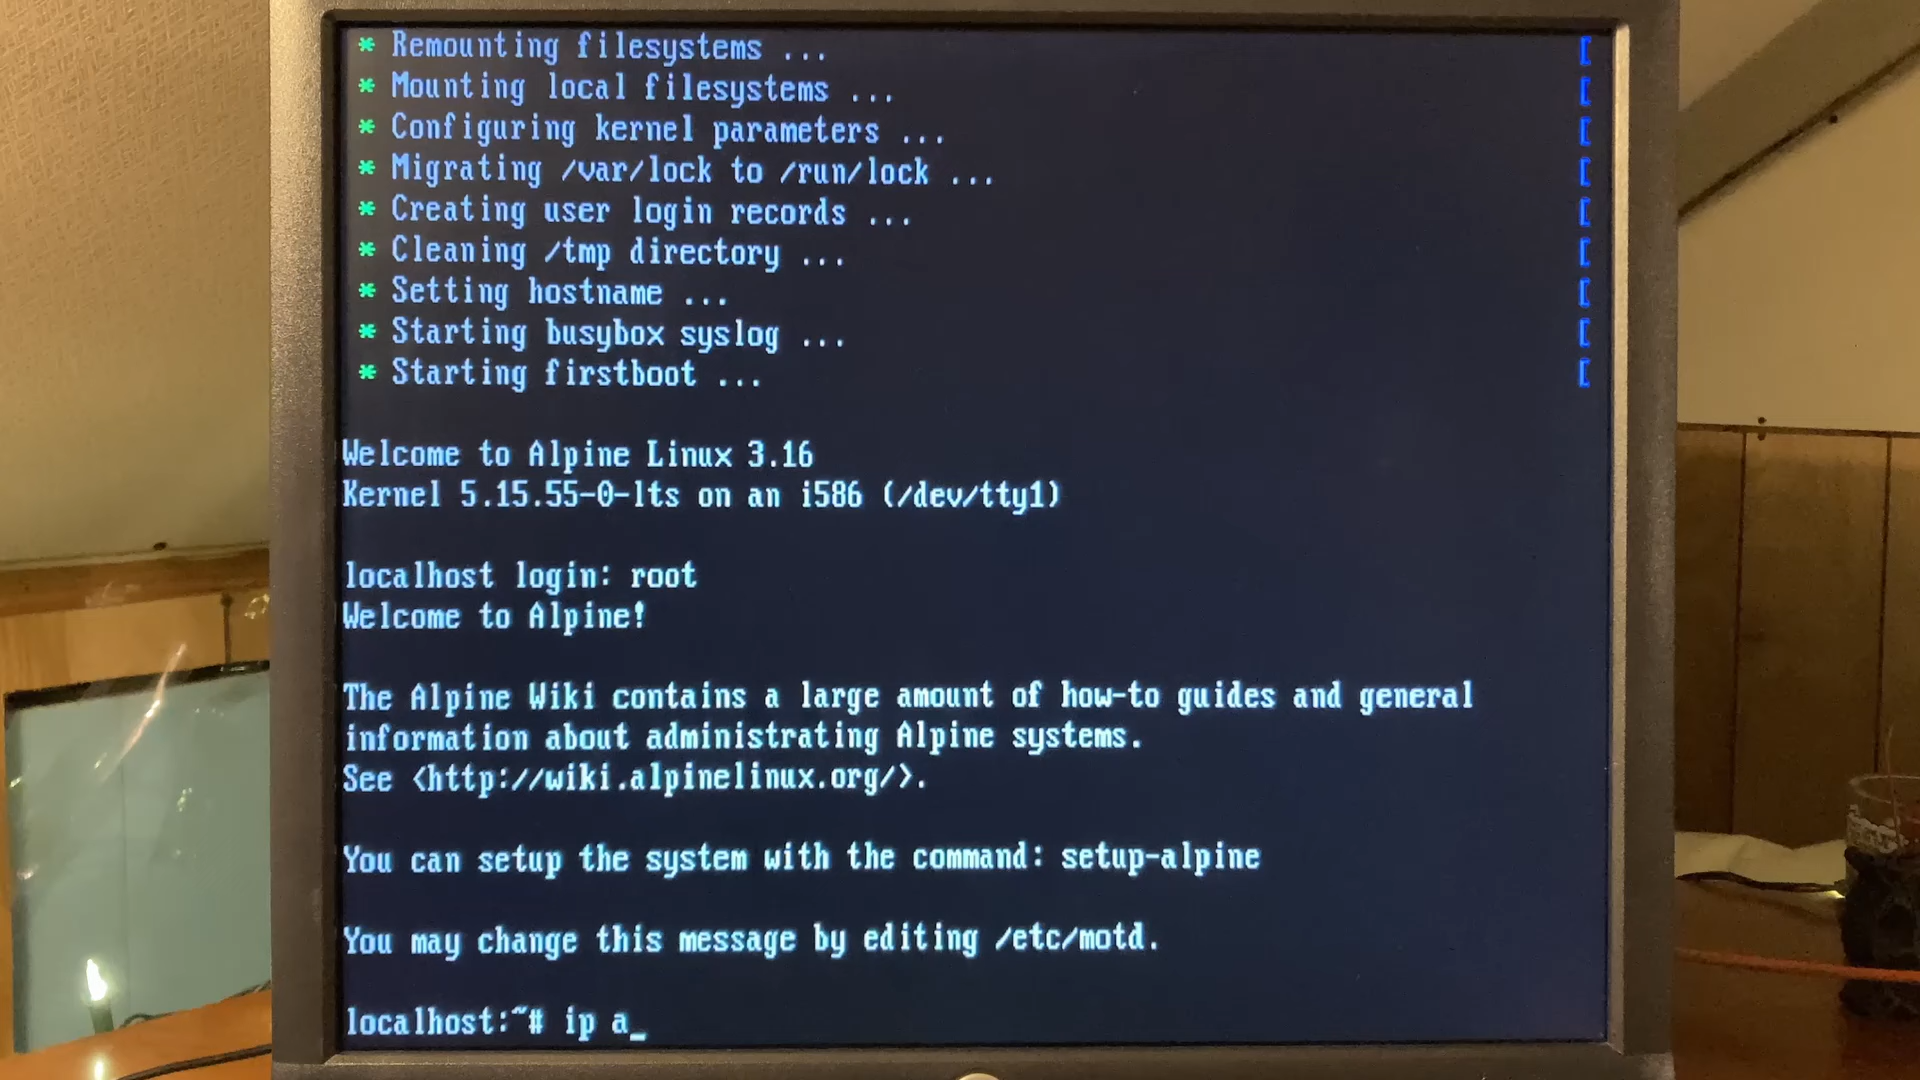 * Remounting filesystems ... [
* Mounting local filesystems ... [
* Configuring kernel parameters ... [
* Migrating /var/lock to /run/lock ... [
* Creating user login records ... [
* Cleaning /tmp directory ... [
* Setting hostname ... [
* Starting busybox syslog ... [
* Starting firstboot ... [
Welcome to Alpine Linux 3.16
Kernel 5.15.55-0-lts on an i586 (/dev/tty1)
localhost login: root
Welcome to Alpine!
The Alpine Wiki contains a large amount of how-to guides and general
information about administrating Alpine systems.
See <http://wiki.alpinelinux.org/>.
You can setup the system with the command: setup-alpine
You may change this message by editing /etc/motd.
localhost:~# ip a_